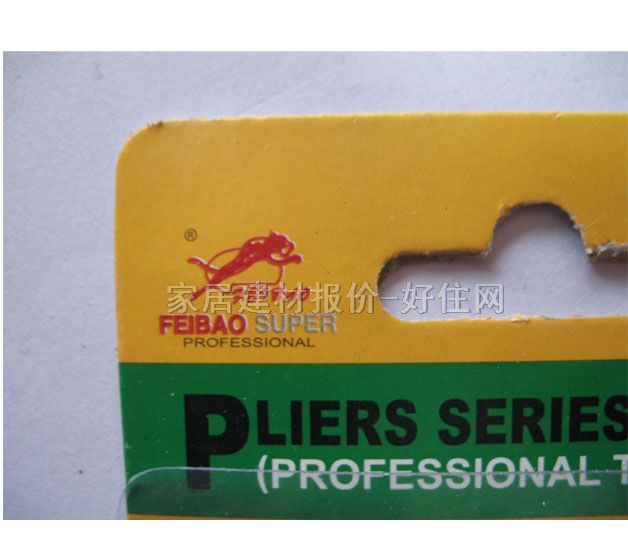 ®
家居建材报价-好住网
FEIBAO SUPER
PROFESSIONAL
PLIERS SERIES
(PROFESSIONAL T